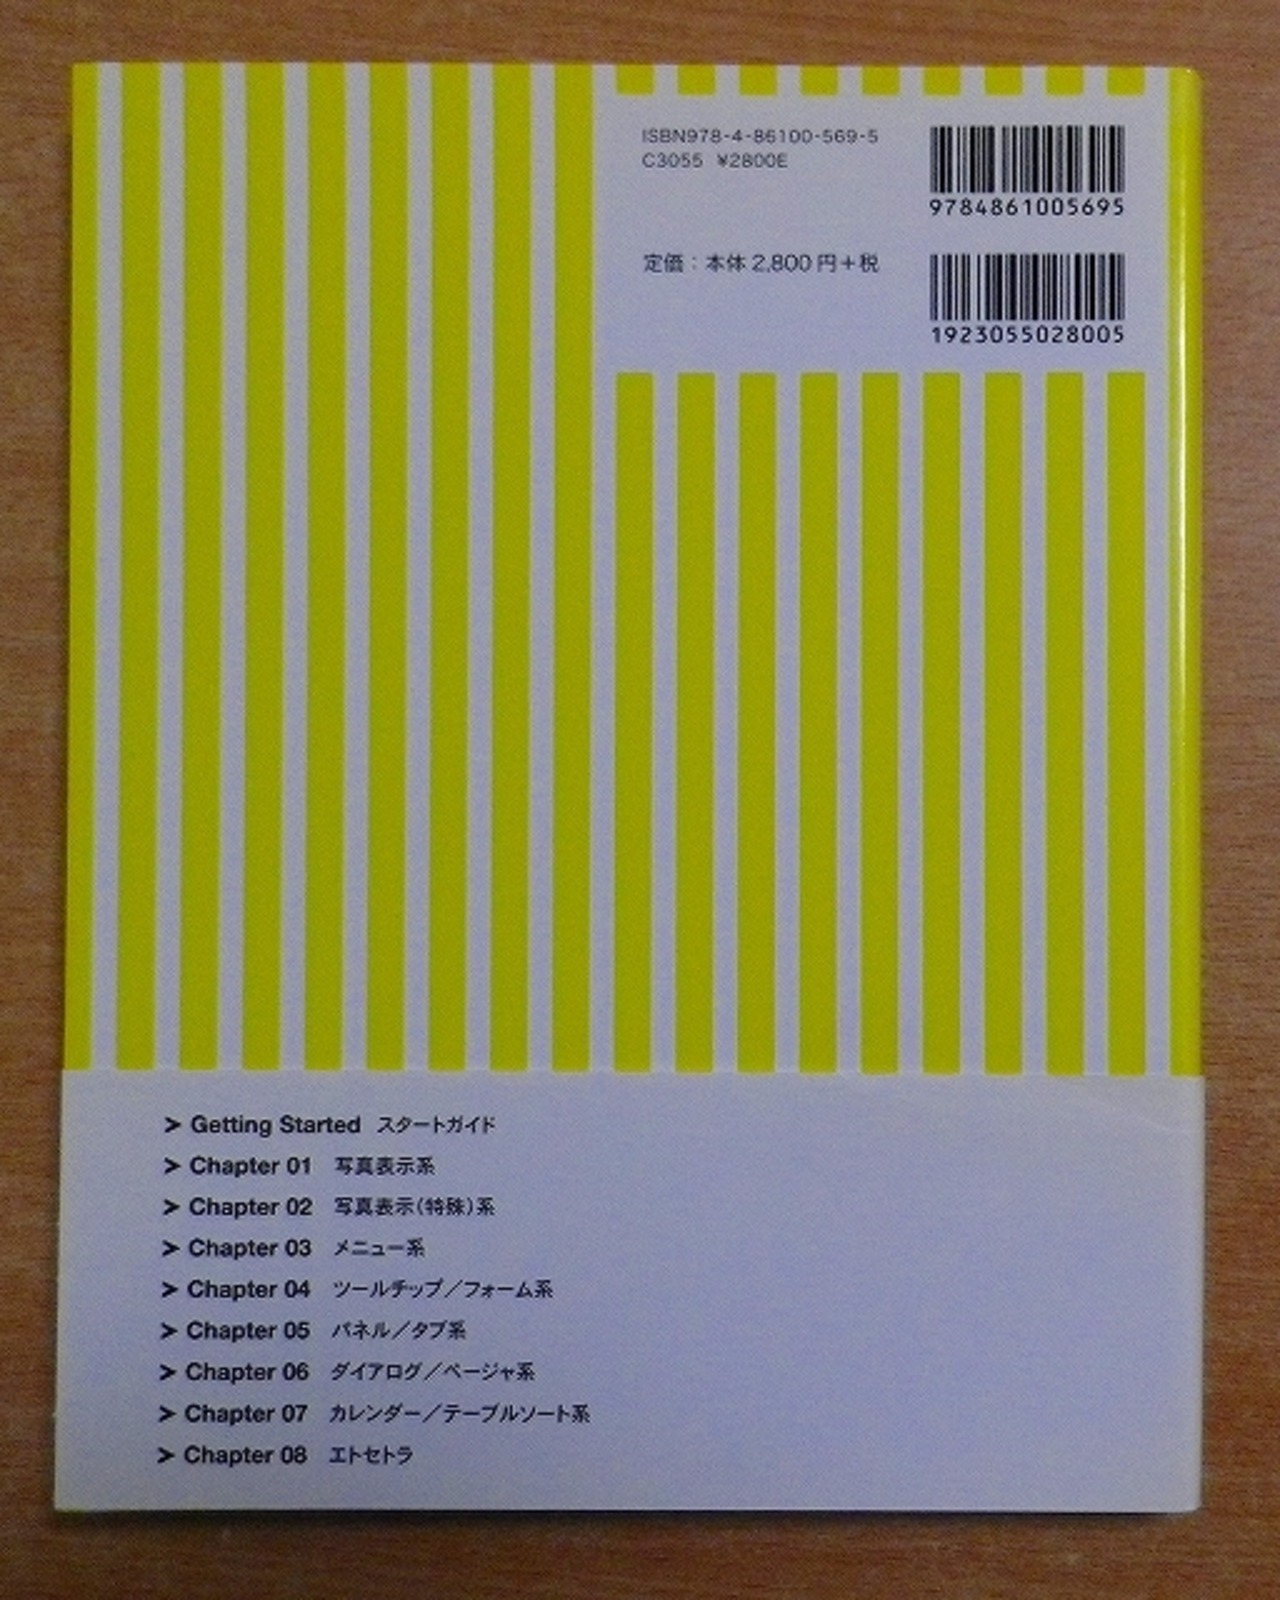 ISBN978-4-86100-569-5
C3055 ¥2800E
9784861005695
定価：本体2,800円＋税
1923055028005
> Getting Started スタートガイド
> Chapter 01 写真表示系
> Chapter 02 写真表示（特殊）系
> Chapter 03 メニュー系
> Chapter 04 ツールチップ／フォーム系
> Chapter 05 パネル／タブ系
> Chapter 06 ダイアログ／ページャ系
> Chapter 07 カレンダー／テーブルソート系
> Chapter 08 エトセトラ